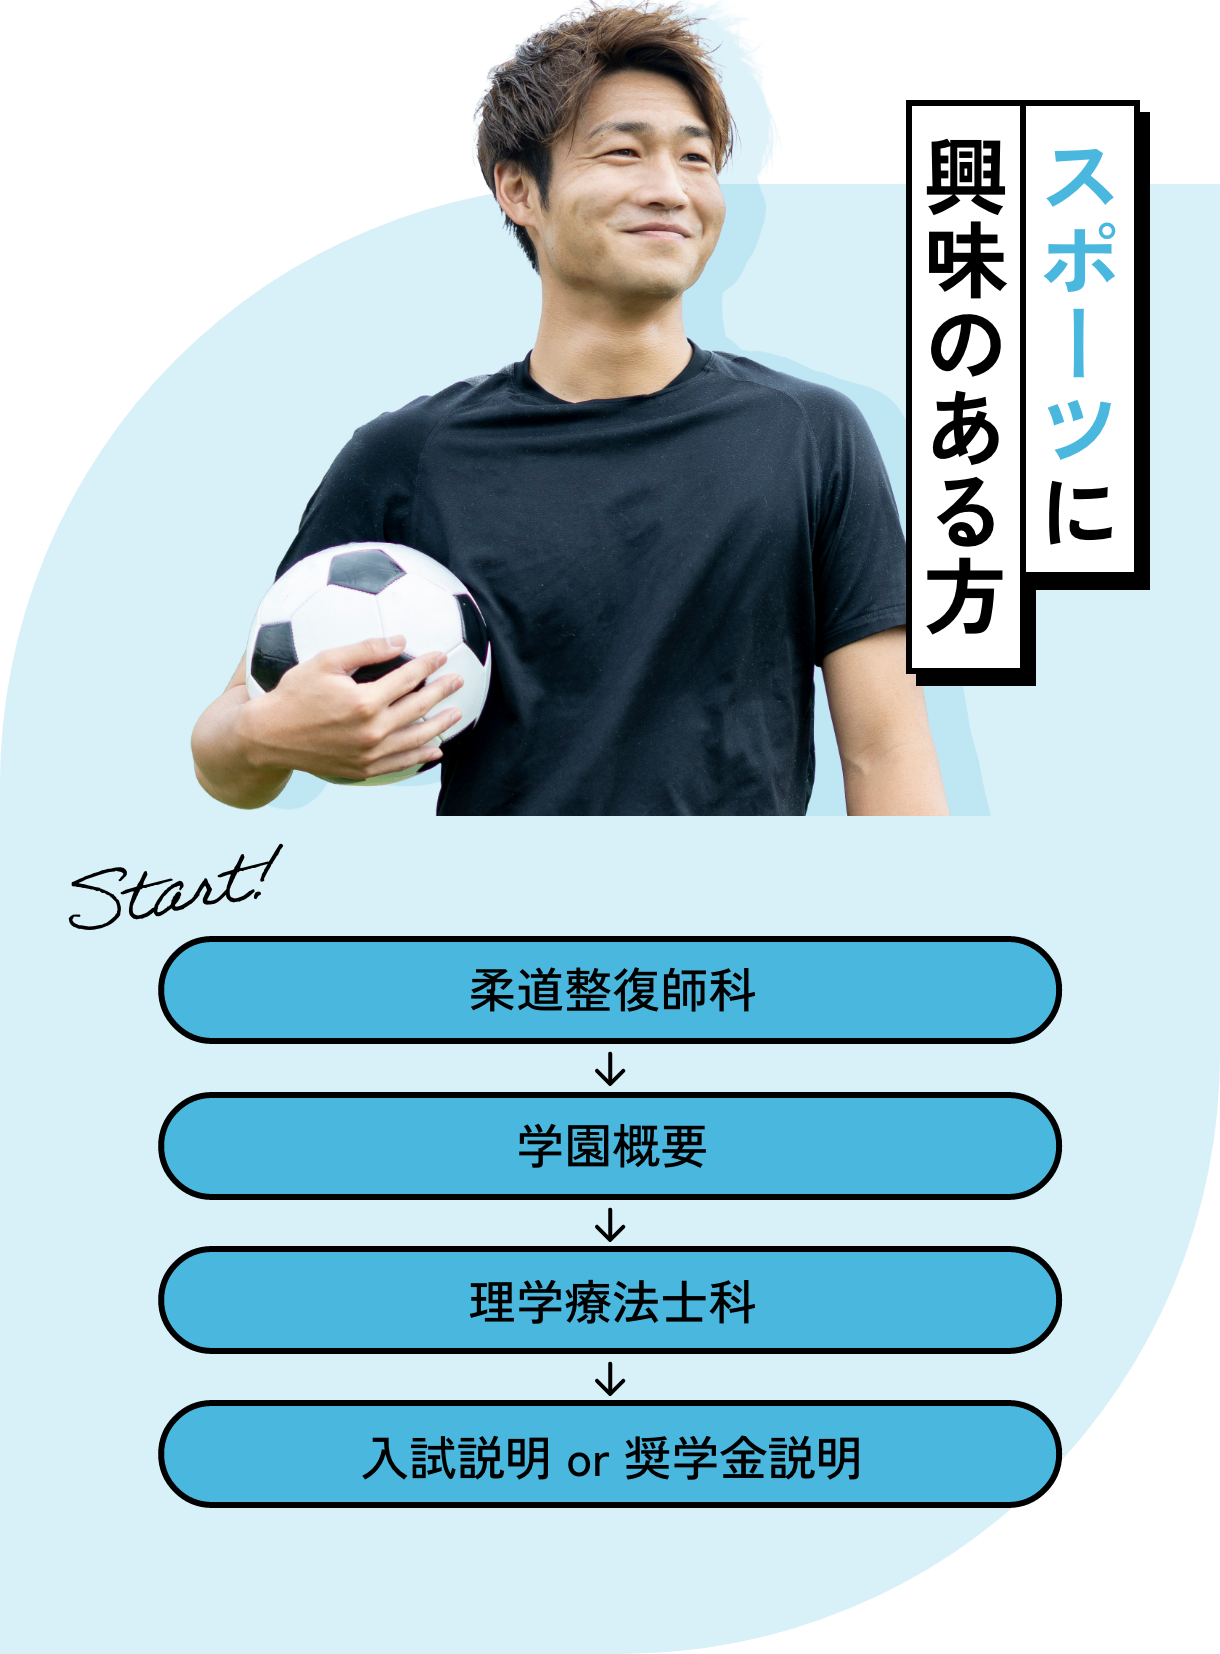 スポーツに
興味のある方
Start!
柔道整復師科
↓
学園概要
↓
理学療法士科
↓
入試説明 or 奨学金説明